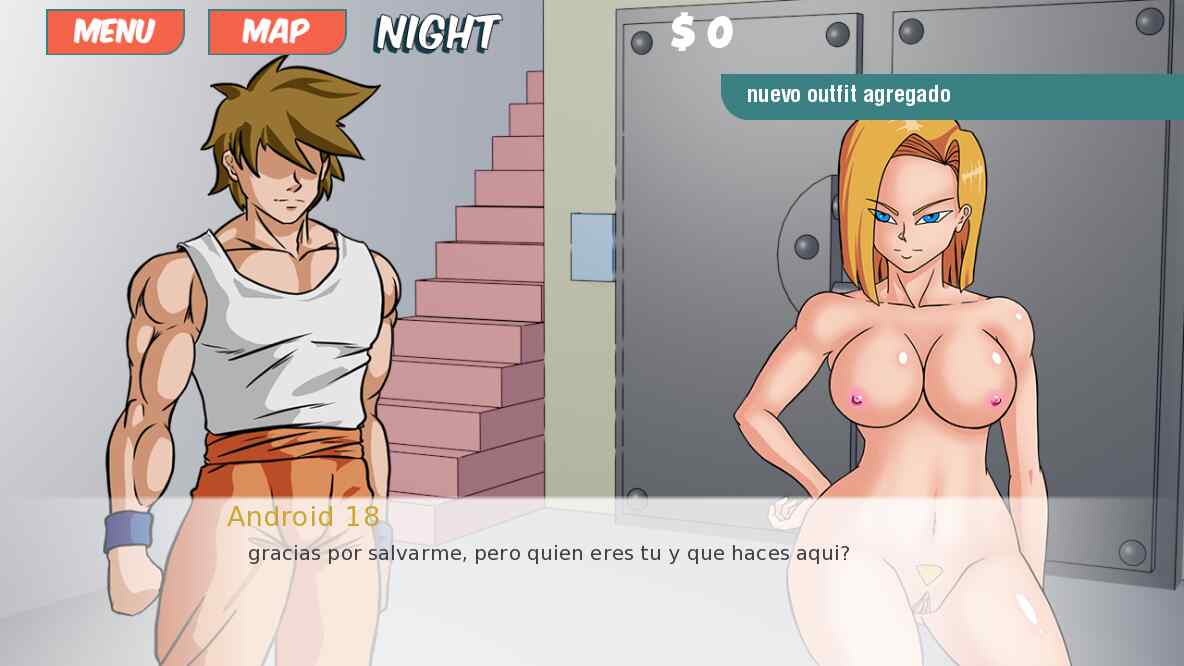 MENU MAP NIGHT $ 0
nuevo outfit agregado
Android 18
gracias por salvarme, pero quien eres tu y que haces aqui?